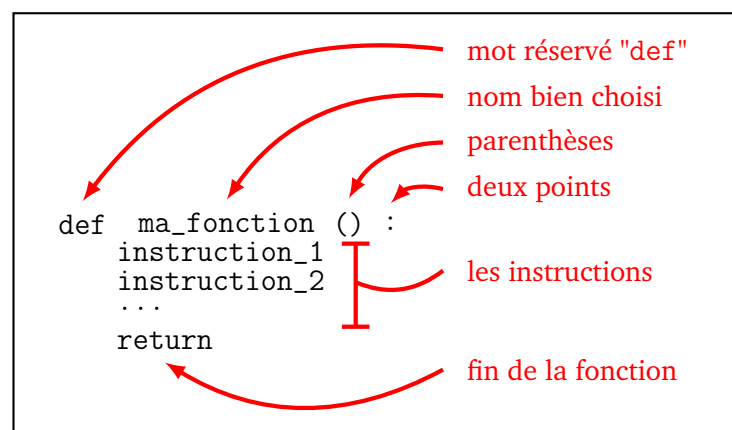 mot réservé "def"
nom bien choisi
parenthèses
deux points
def ma_fonction () :
instruction_1
instruction_2
les instructions
...
return
fin de la fonction